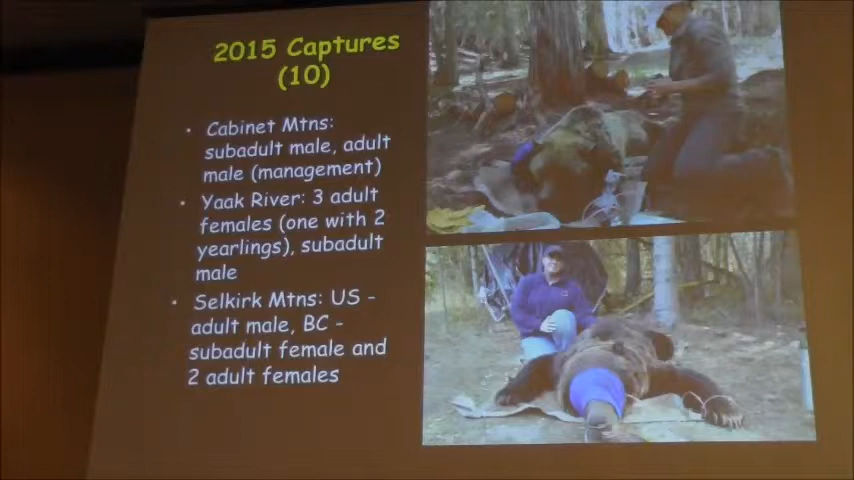 2015 Captures
(10)
• Cabinet Mtns:
subadult male, adult
male (management)
• Yaak River: 3 adult
females (one with 2
yearlings), subadult
male
• Selkirk Mtns: US -
adult male, BC -
subadult female and
2 adult females